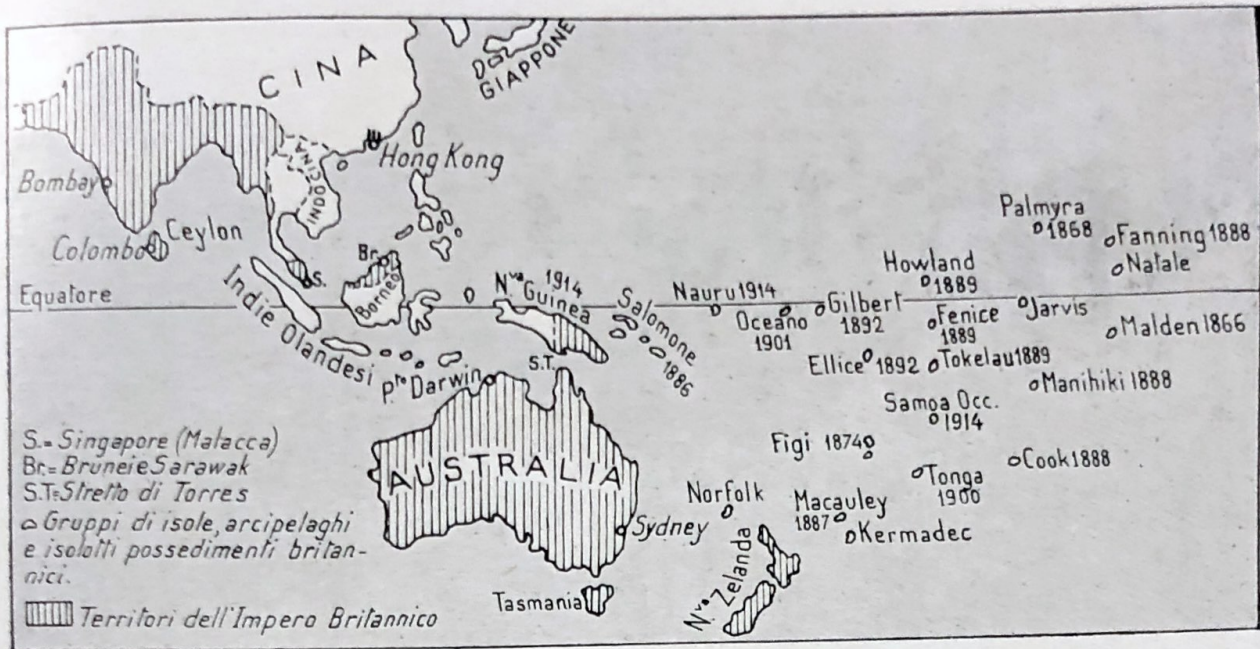 CINA
GIAPPONE
Hong Kong
INDOCINA
Bombay
Colombo
Ceylon
Palmyra
1868
Fanning 1888
Natale
Br.
S.
Borneo
Howland
1889
Equatore
Indie Olandesi
Nva Guinea
1914
Salomone
1886
Nauru 1914
Oceano
1901
Gilbert
1892
Fenice
1889
Jarvis
Malden 1866
Ellice 1892
Tokelau 1889
Manihiki 1888
S.T.
Pto Darwin
Samoa Occ.
1914
Figi 1874
Cook 1888
Tonga
1900
AUSTRALIA
Norfolk
Macauley
1887
Kermadec
Sydney
Nva Zelanda
Tasmania
S.= Singapore (Malacca)
Br.= Brunei e Sarawak
S.T.= Stretto di Torres
Gruppi di isole, arcipelaghi
e isolotti possedimenti britan-
nici.
Territori dell'Impero Britannico